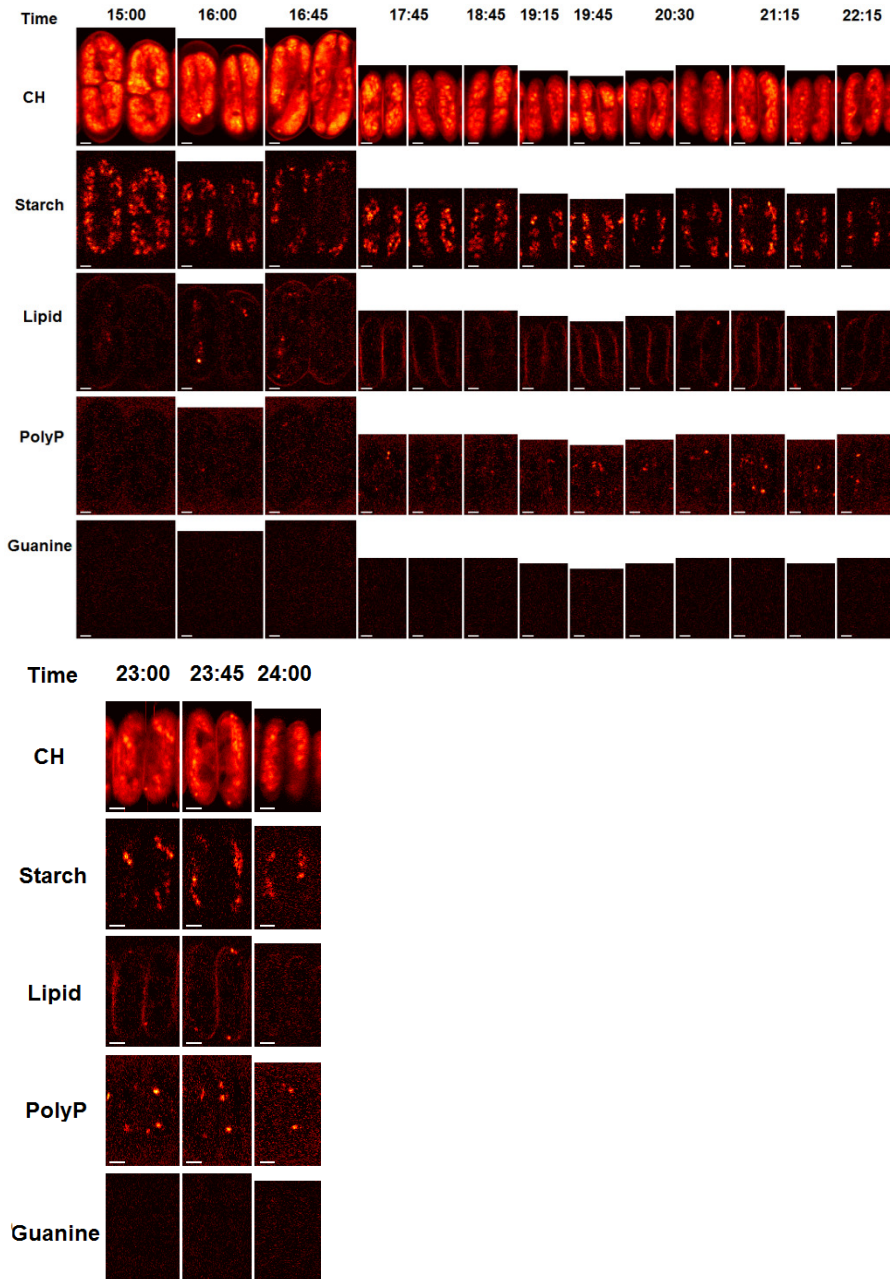 Time 15:00 16:00 16:45 17:45 18:45 19:15 19:45 20:30 21:15 22:15
CH
Starch
Lipid
PolyP
Guanine
Time 23:00 23:45 24:00
CH
Starch
Lipid
PolyP
Guanine